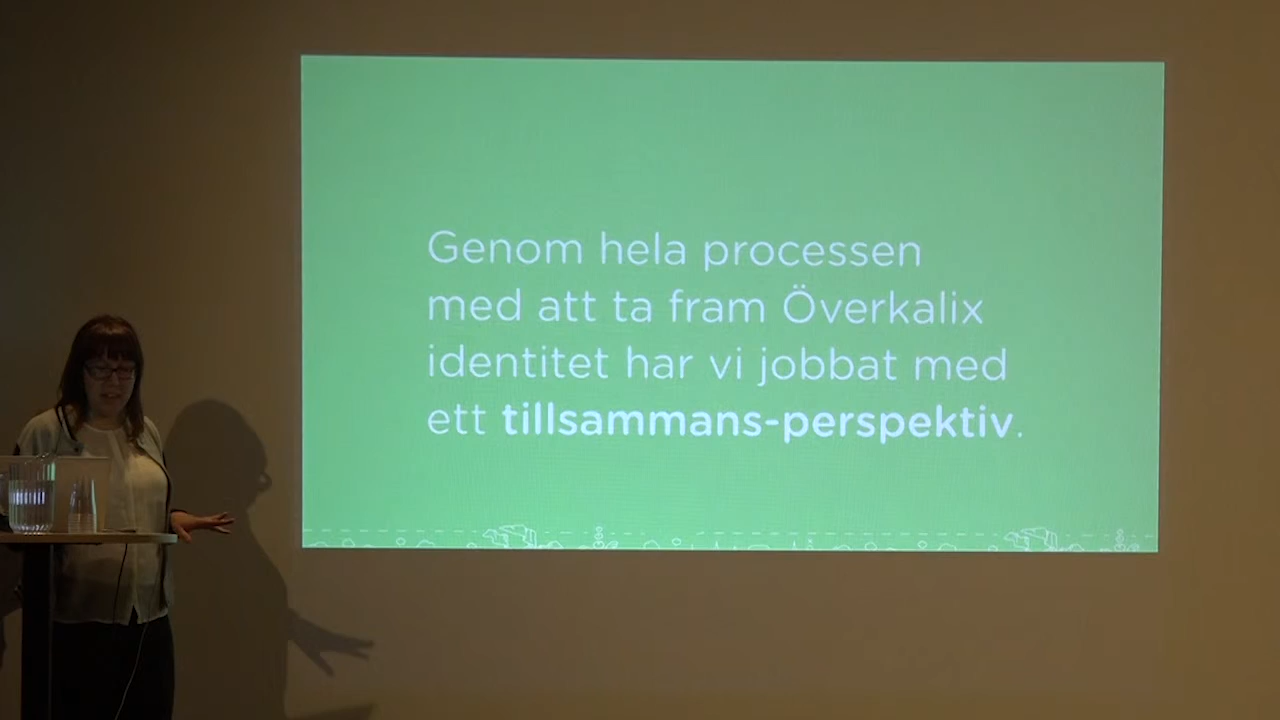 Genom hela processen
med att ta fram Överkalix
identitet har vi jobbat med
ett tillsammans-perspektiv.